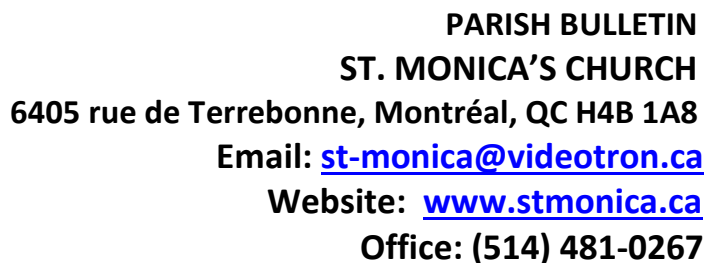 PARISH BULLETIN
ST. MONICA’S CHURCH
6405 rue de Terrebonne, Montréal, QC H4B 1A8
Email: st-monica@videotron.ca
Website: www.stmonica.ca
Office: (514) 481-0267